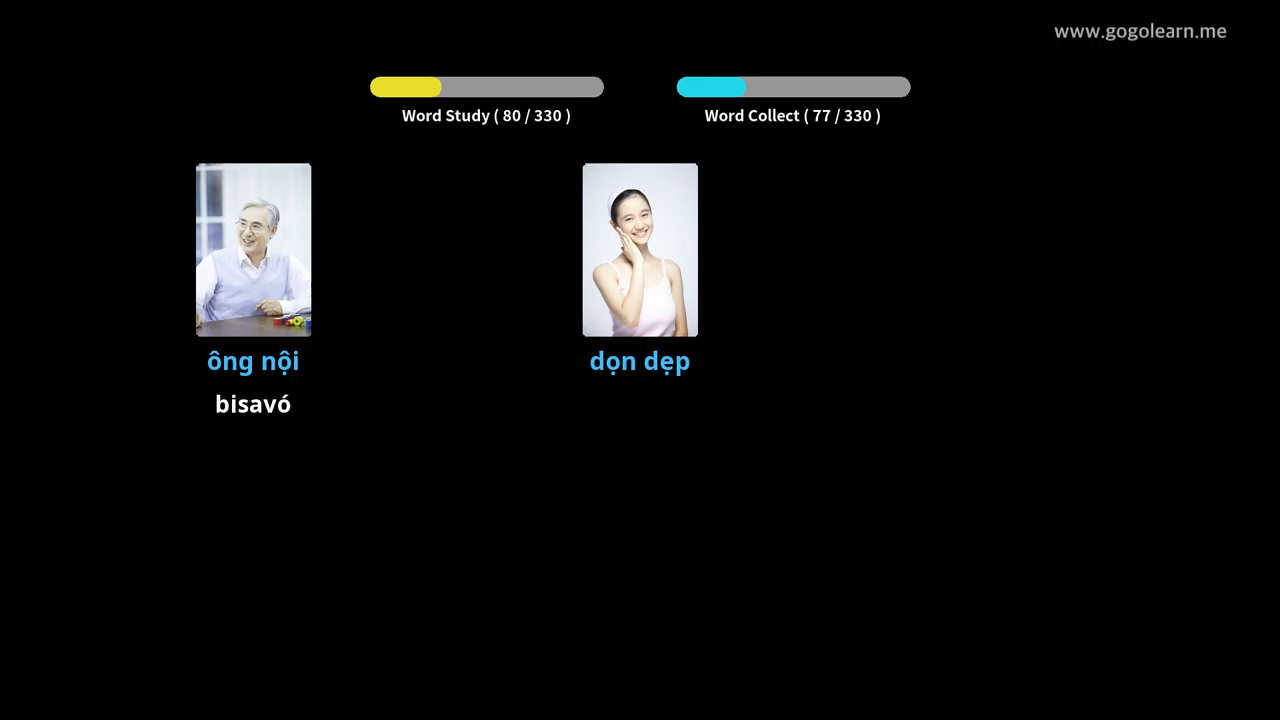 www.gogolearn.me
Word Study ( 80 / 330 )
Word Collect ( 77 / 330 )
ông nội
dọn dẹp
bisavó